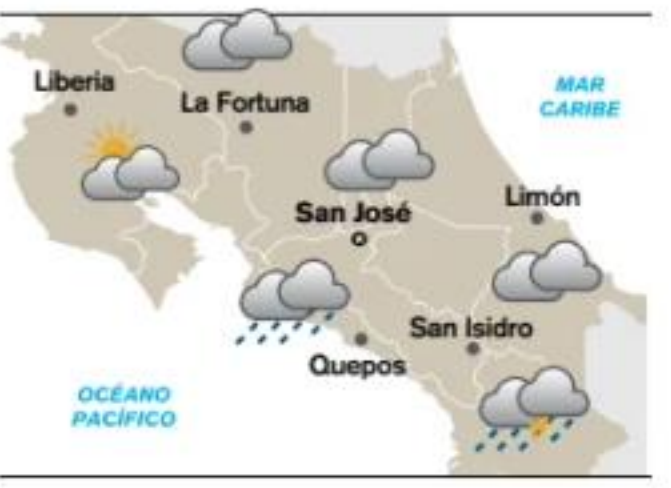 Liberia
La Fortuna
MAR
CARIBE
San José
Limón
San Isidro
Quepos
OCÉANO
PACÍFICO